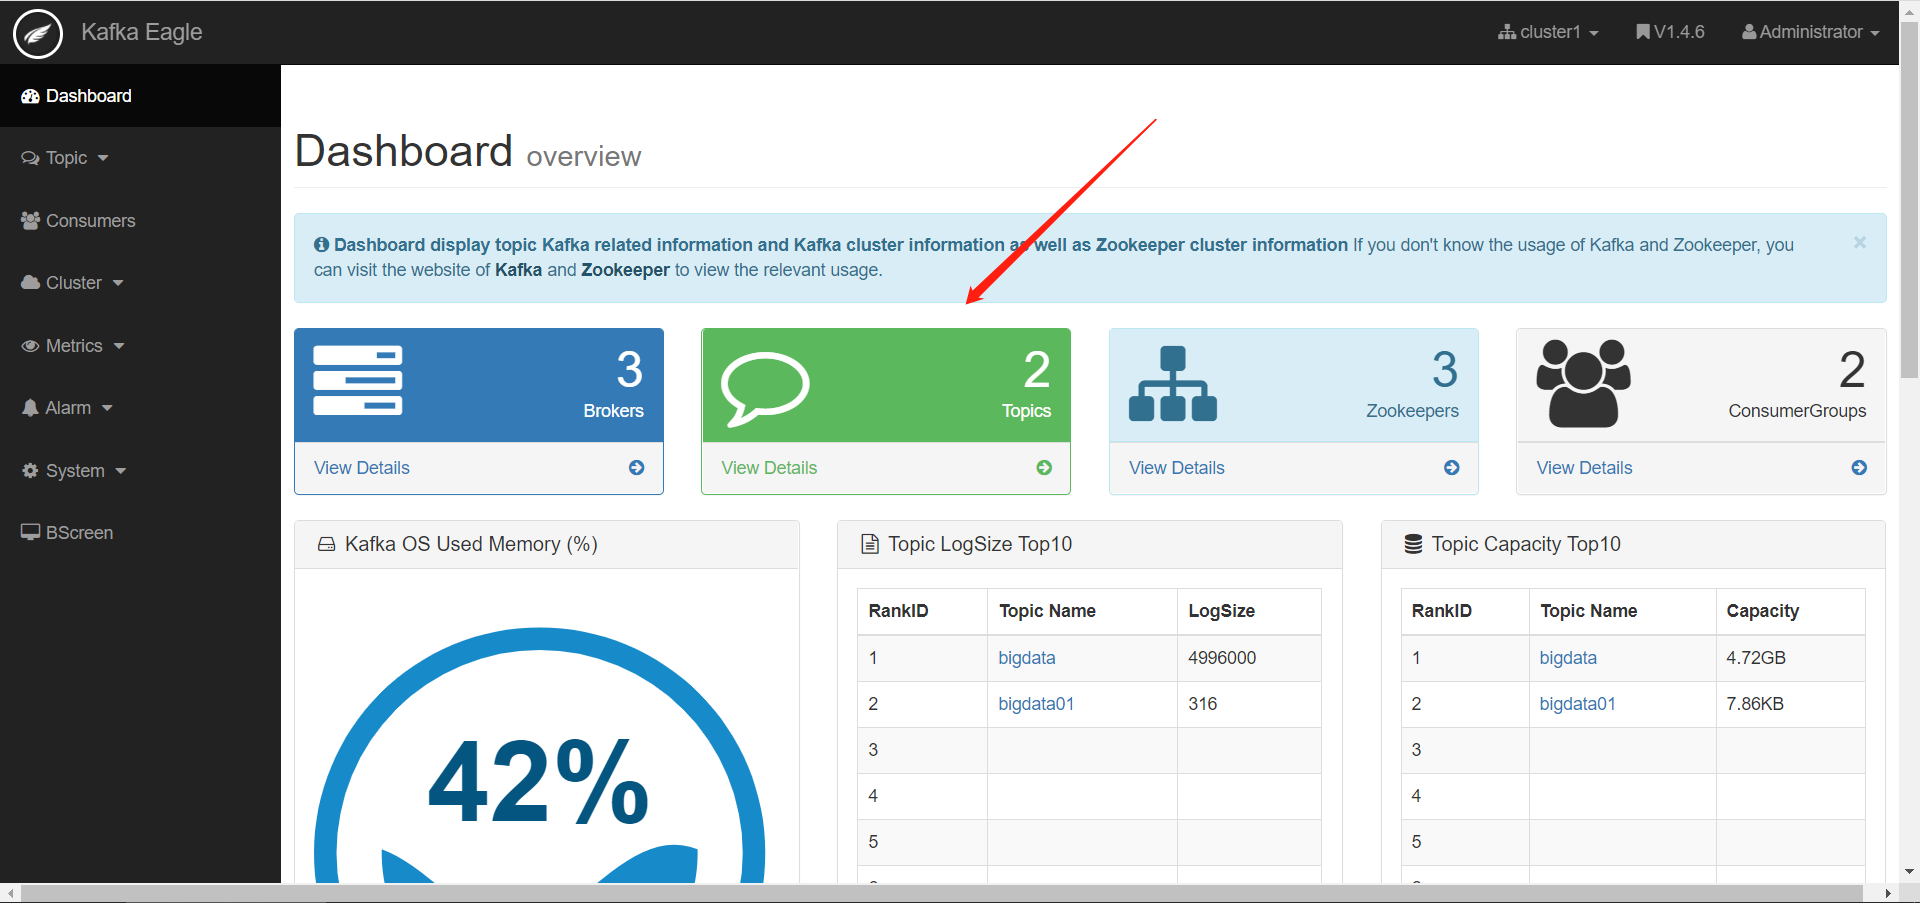 Kafka Eagle
cluster1
V1.4.6
Administrator
Dashboard
Topic
Consumers
Cluster
Metrics
Alarm
System
BScreen
Dashboard overview
Dashboard display topic Kafka related information and Kafka cluster information as well as Zookeeper cluster information If you don't know the usage of Kafka and Zookeeper, you
can visit the website of Kafka and Zookeeper to view the relevant usage.
×
3
Brokers
View Details
2
Topics
View Details
3
Zookeepers
View Details
2
ConsumerGroups
View Details
Kafka OS Used Memory (%)
42%
Topic LogSize Top10
RankID Topic Name LogSize
1 bigdata 4996000
2 bigdata01 316
3
4
5
Topic Capacity Top10
RankID Topic Name Capacity
1 bigdata 4.72GB
2 bigdata01 7.86KB
3
4
5